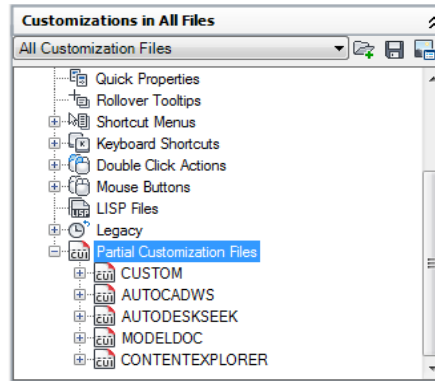 Customizations in All Files
All Customization Files
Quick Properties
Rollover Tooltips
Shortcut Menus
Keyboard Shortcuts
Double Click Actions
Mouse Buttons
LISP Files
Legacy
Partial Customization Files
CUSTOM
AUTOCADWS
AUTODESKSEEK
MODELDOC
CONTENTEXPLORER